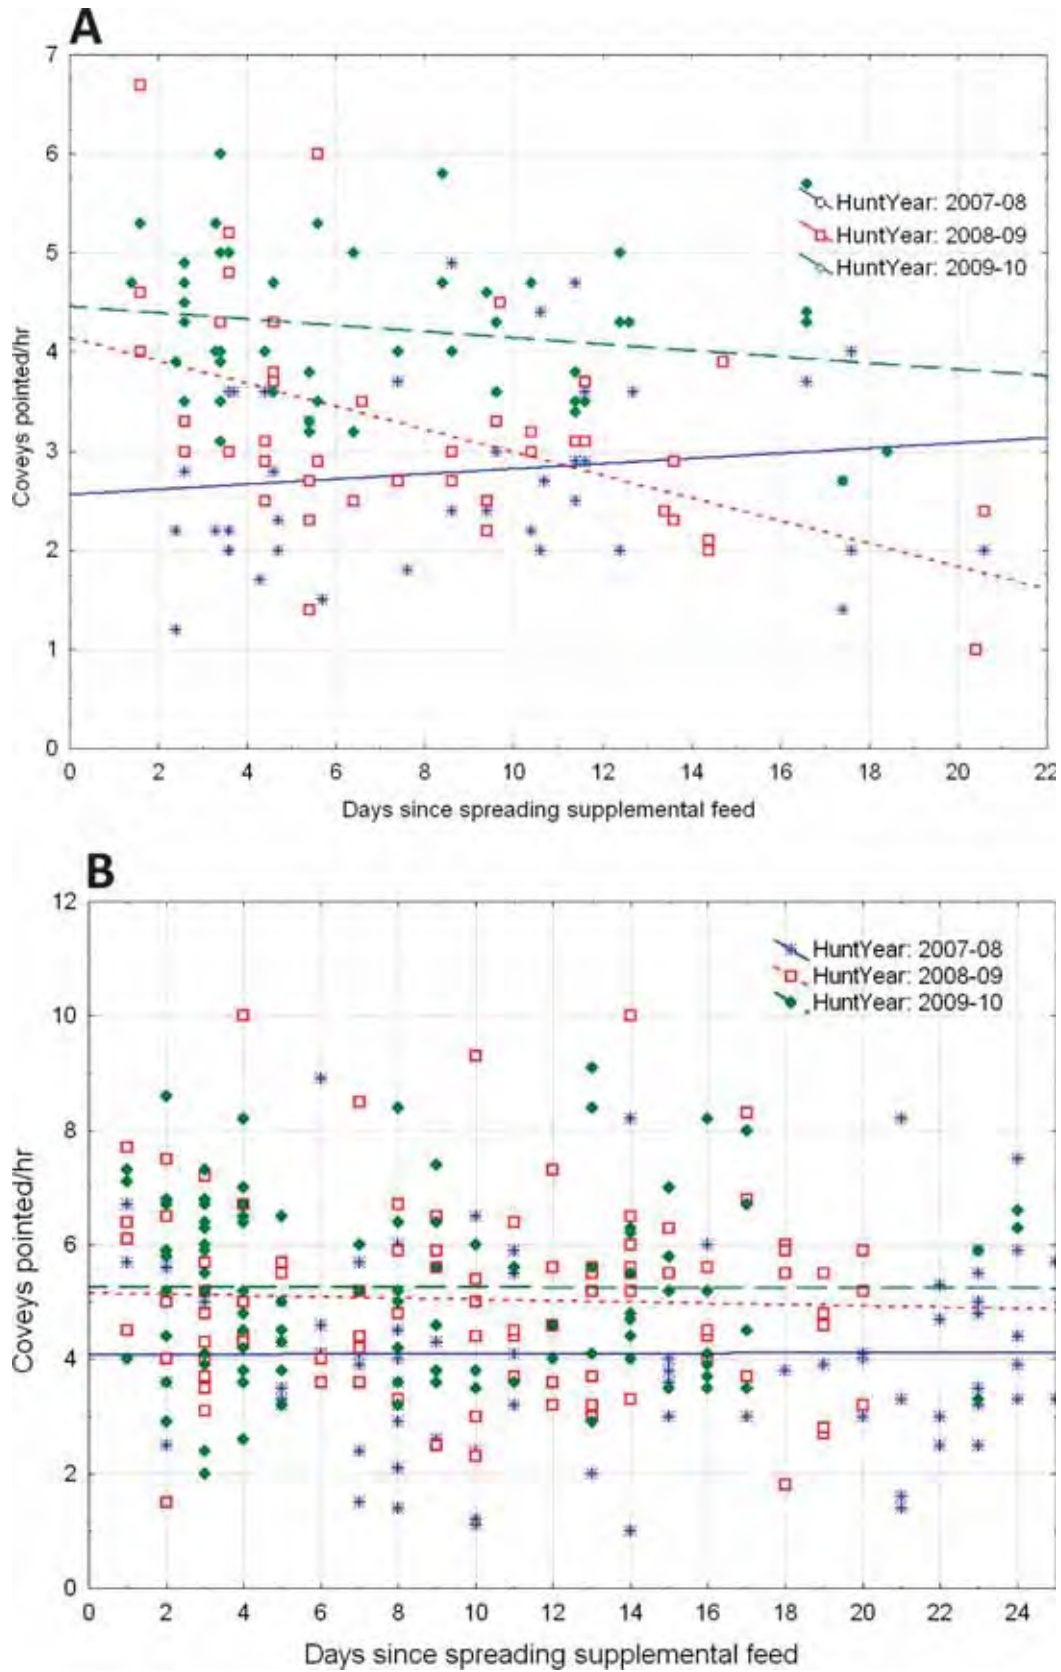 A
7
6
5
4
3
2
1
0
Coveys pointed/hr
HuntYear: 2007-08
HuntYear: 2008-09
HuntYear: 2009-10
0 2 4 6 8 10 12 14 16 18 20 22
Days since spreading supplemental feed
B
12
10
8
6
4
2
0
Coveys pointed/hr
HuntYear: 2007-08
HuntYear: 2008-09
HuntYear: 2009-10
0 2 4 6 8 10 12 14 16 18 20 22 24
Days since spreading supplemental feed